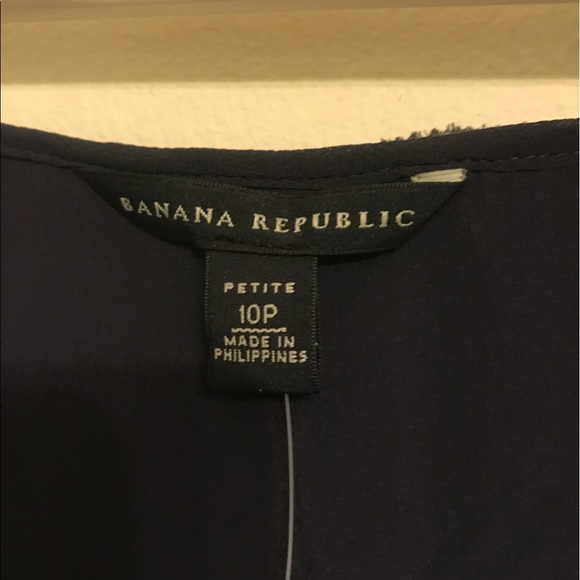 BANANA REPUBLIC
PETITE
10P
MADE IN
PHILIPPINES